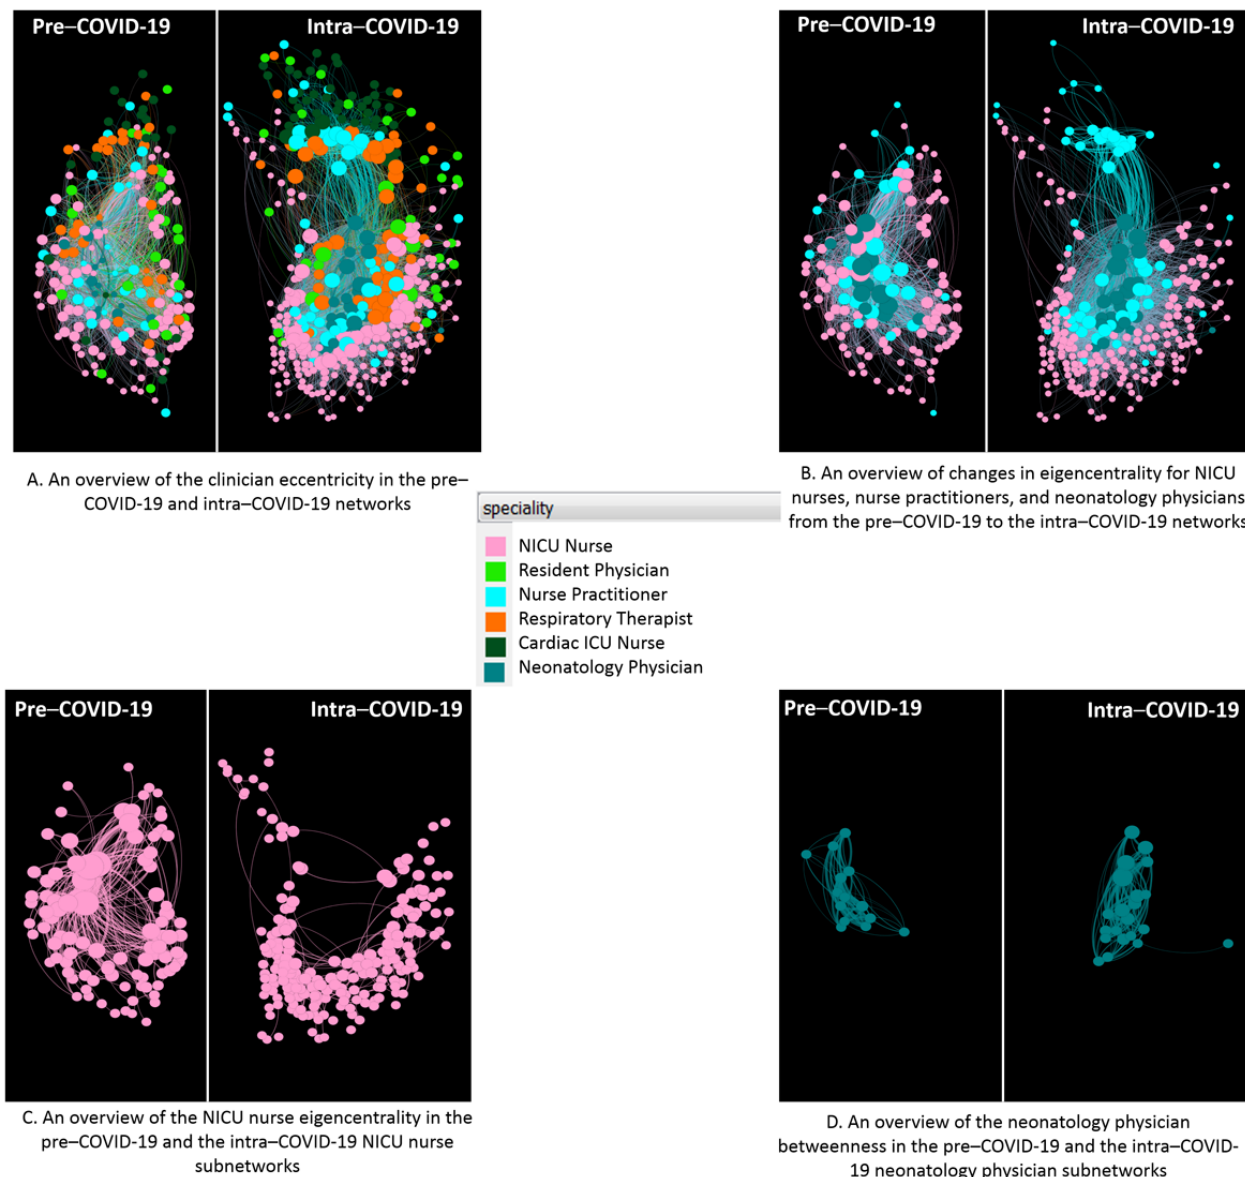 Pre–COVID-19
Intra–COVID-19
Pre–COVID-19
Intra–COVID-19
A. An overview of the clinician eccentricity in the pre–
COVID-19 and intra–COVID-19 networks
B. An overview of changes in eigencentrality for NICU
nurses, nurse practitioners, and neonatology physicians
from the pre–COVID-19 to the intra–COVID-19 networks
speciality
NICU Nurse
Resident Physician
Nurse Practitioner
Respiratory Therapist
Cardiac ICU Nurse
Neonatology Physician
Pre–COVID-19
Intra–COVID-19
Pre–COVID-19
Intra–COVID-19
C. An overview of the NICU nurse eigencentrality in the
pre–COVID-19 and the intra–COVID-19 NICU nurse
subnetworks
D. An overview of the neonatology physician
betweenness in the pre–COVID-19 and the intra–COVID-
19 neonatology physician subnetworks